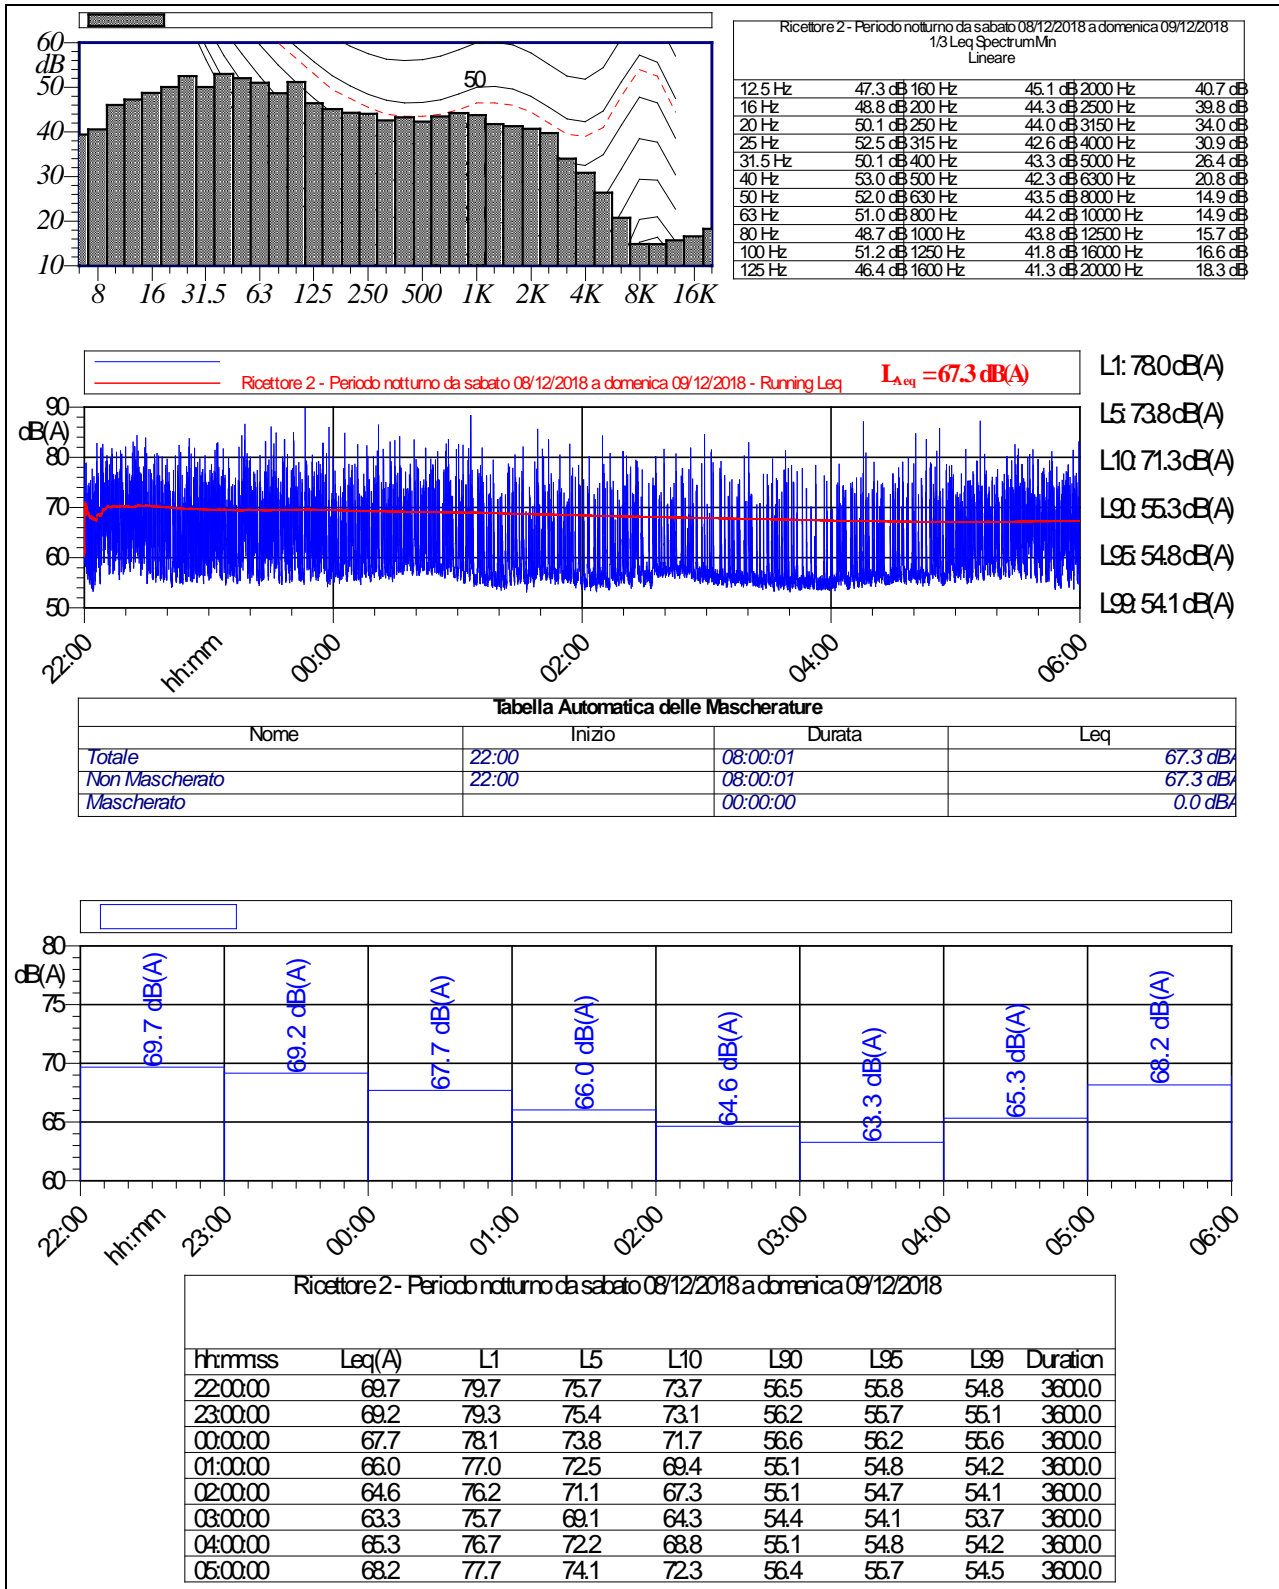 Ricettore 2 - Periodo notturno da sabato 08/12/2018 a domenica 09/12/2018
1/3 Leq Spectrum Min
Lineare
12.5 Hz 47.3 dB 160 Hz 45.1 dB 2000 Hz 40.7 dB
16 Hz 48.8 dB 200 Hz 44.3 dB 2500 Hz 39.8 dB
20 Hz 50.1 dB 250 Hz 44.0 dB 3150 Hz 34.0 dB
25 Hz 52.5 dB 315 Hz 42.6 dB 4000 Hz 30.9 dB
31.5 Hz 50.1 dB 400 Hz 43.3 dB 5000 Hz 26.4 dB
40 Hz 53.0 dB 500 Hz 42.3 dB 6300 Hz 20.8 dB
50 Hz 52.0 dB 630 Hz 43.5 dB 8000 Hz 14.9 dB
63 Hz 51.0 dB 800 Hz 44.2 dB 10000 Hz 14.9 dB
80 Hz 48.7 dB 1000 Hz 43.8 dB 12500 Hz 15.7 dB
100 Hz 51.2 dB 1250 Hz 41.8 dB 16000 Hz 16.6 dB
125 Hz 46.4 dB 1600 Hz 41.3 dB 20000 Hz 18.3 dB
60
dB
50
50
40
30
20
10
8 16 31.5 63 125 250 500 1K 2K 4K 8K 16K
Ricettore 2 - Periodo notturno da sabato 08/12/2018 a domenica 09/12/2018 - Running Leq
LAeq = 67.3 dB(A)
90
dB(A)
80
70
60
50
22:00 hh:mm 00:00 02:00 04:00 06:00
L1: 78.0 dB(A)
L5: 73.8 dB(A)
L10: 71.3 dB(A)
L90: 55.3 dB(A)
L95: 54.8 dB(A)
L99: 54.1 dB(A)
Tabella Automatica delle Mascherature
Nome Inizio Durata Leq
Totale 22:00 08:00:01 67.3 dBA
Non Mascherato 22:00 08:00:01 67.3 dBA
Mascherato 00:00:00 0.0 dBA
80
dB(A)
75
70
65
60
69.7 dB(A)
69.2 dB(A)
67.7 dB(A)
66.0 dB(A)
64.6 dB(A)
63.3 dB(A)
65.3 dB(A)
68.2 dB(A)
22:00 hh:mm 23:00 00:00 01:00 02:00 03:00 04:00 05:00 06:00
Ricettore 2 - Periodo notturno da sabato 08/12/2018 a domenica 09/12/2018
hh:mm:ss Leq(A) L1 L5 L10 L90 L95 L99 Duration
22:00:00 69.7 79.7 75.7 73.7 56.5 55.8 54.8 3600.0
23:00:00 69.2 79.3 75.4 73.1 56.2 55.7 55.1 3600.0
00:00:00 67.7 78.1 73.8 71.7 56.6 56.2 55.6 3600.0
01:00:00 66.0 77.0 72.5 69.4 55.1 54.8 54.2 3600.0
02:00:00 64.6 76.2 71.1 67.3 55.1 54.7 54.1 3600.0
03:00:00 63.3 75.7 69.1 64.3 54.4 54.1 53.7 3600.0
04:00:00 65.3 76.7 72.2 68.8 55.1 54.8 54.2 3600.0
05:00:00 68.2 77.7 74.1 72.3 56.4 55.7 54.5 3600.0